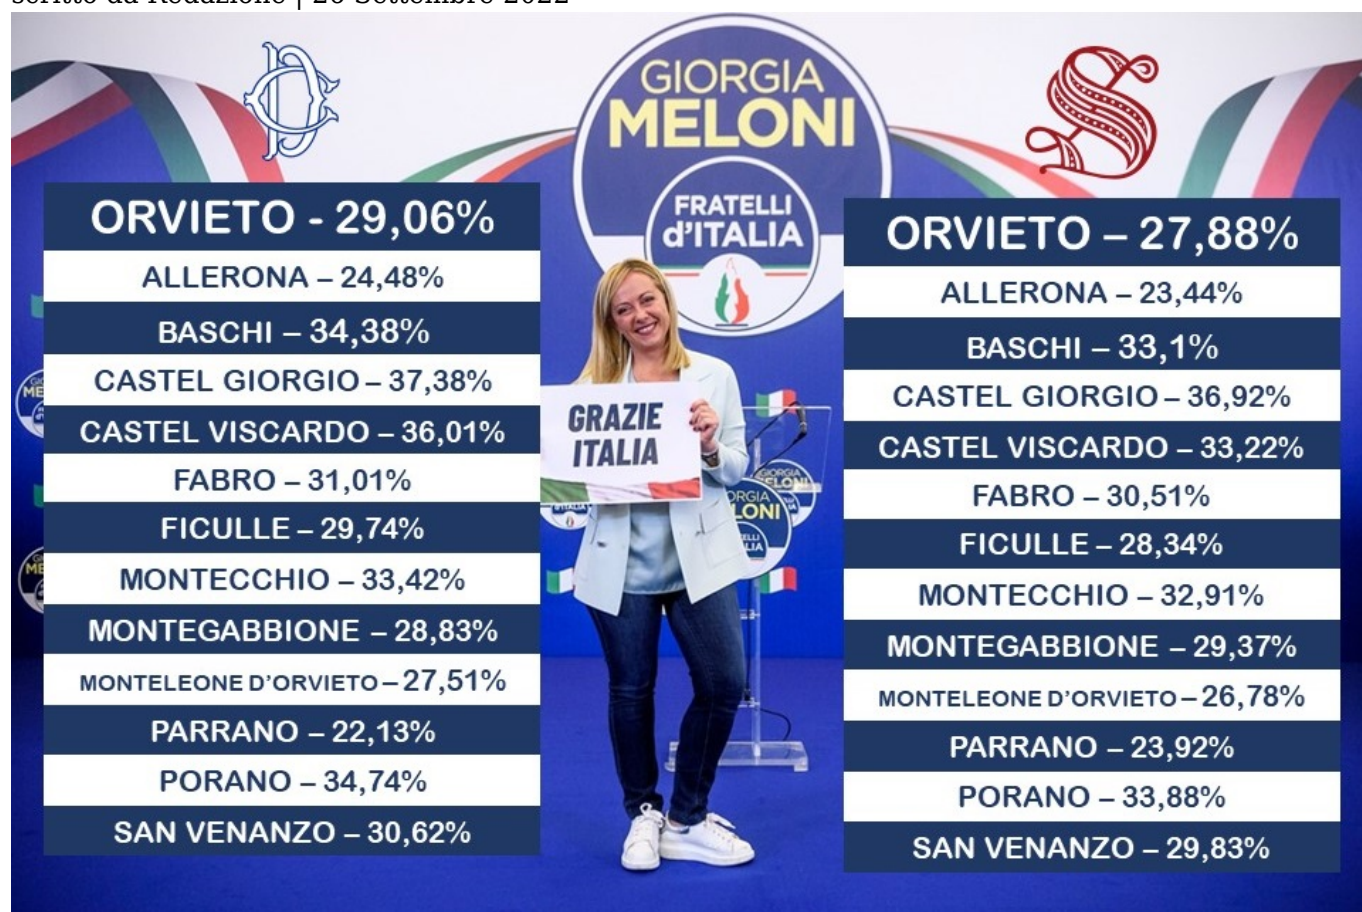 scritto da Redazione | 26 Settembre 2022
GIORGIA
MELONI
FRATELLI
d'ITALIA
ORVIETO - 29,06%
ALLERONA – 24,48%
BASCHI – 34,38%
CASTEL GIORGIO – 37,38%
CASTEL VISCARDO – 36,01%
FABRO – 31,01%
FICULLE – 29,74%
MONTECCHIO – 33,42%
MONTEGABBIONE – 28,83%
MONTELEONE D'ORVIETO – 27,51%
PARRANO – 22,13%
PORANO – 34,74%
SAN VENANZO – 30,62%
GRAZIE
ITALIA
GIORGIA
MELONI
ORVIETO – 27,88%
ALLERONA – 23,44%
BASCHI – 33,1%
CASTEL GIORGIO – 36,92%
CASTEL VISCARDO – 33,22%
FABRO – 30,51%
FICULLE – 28,34%
MONTECCHIO – 32,91%
MONTEGABBIONE – 29,37%
MONTELEONE D'ORVIETO – 26,78%
PARRANO – 23,92%
PORANO – 33,88%
SAN VENANZO – 29,83%